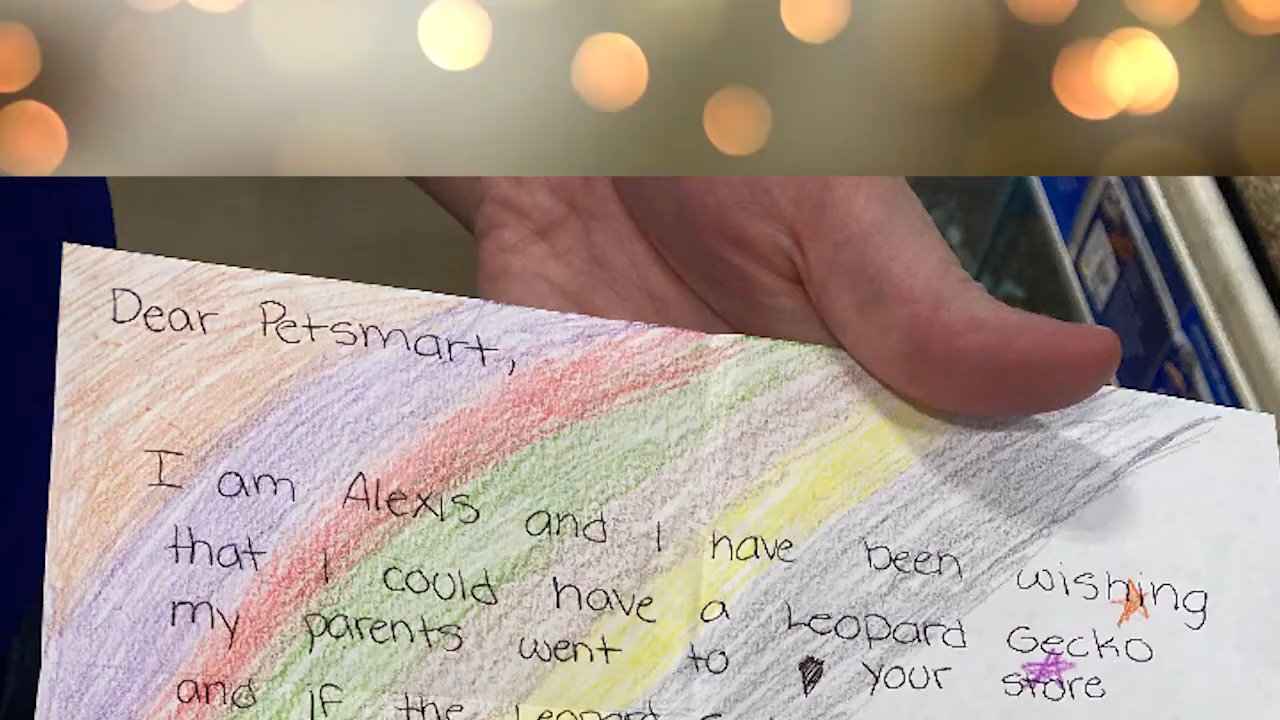 Dear Petsmart,
I am Alexis and I have been wishing
that I could have a Leopard Gecko
my parents went to your store
and If the Leopard